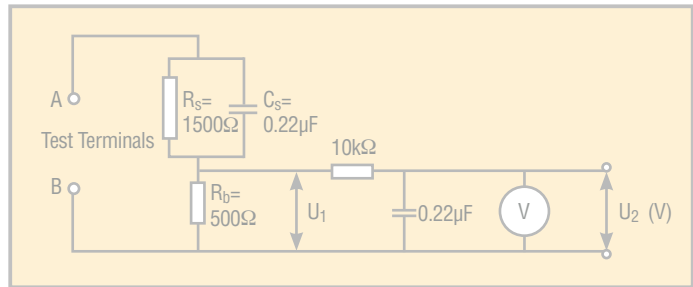 A
Rs=
1500Ω
Cs=
0.22µF
Test Terminals
10kΩ
B
Rb=
500Ω
U1
0.22µF
V
U2 (V)